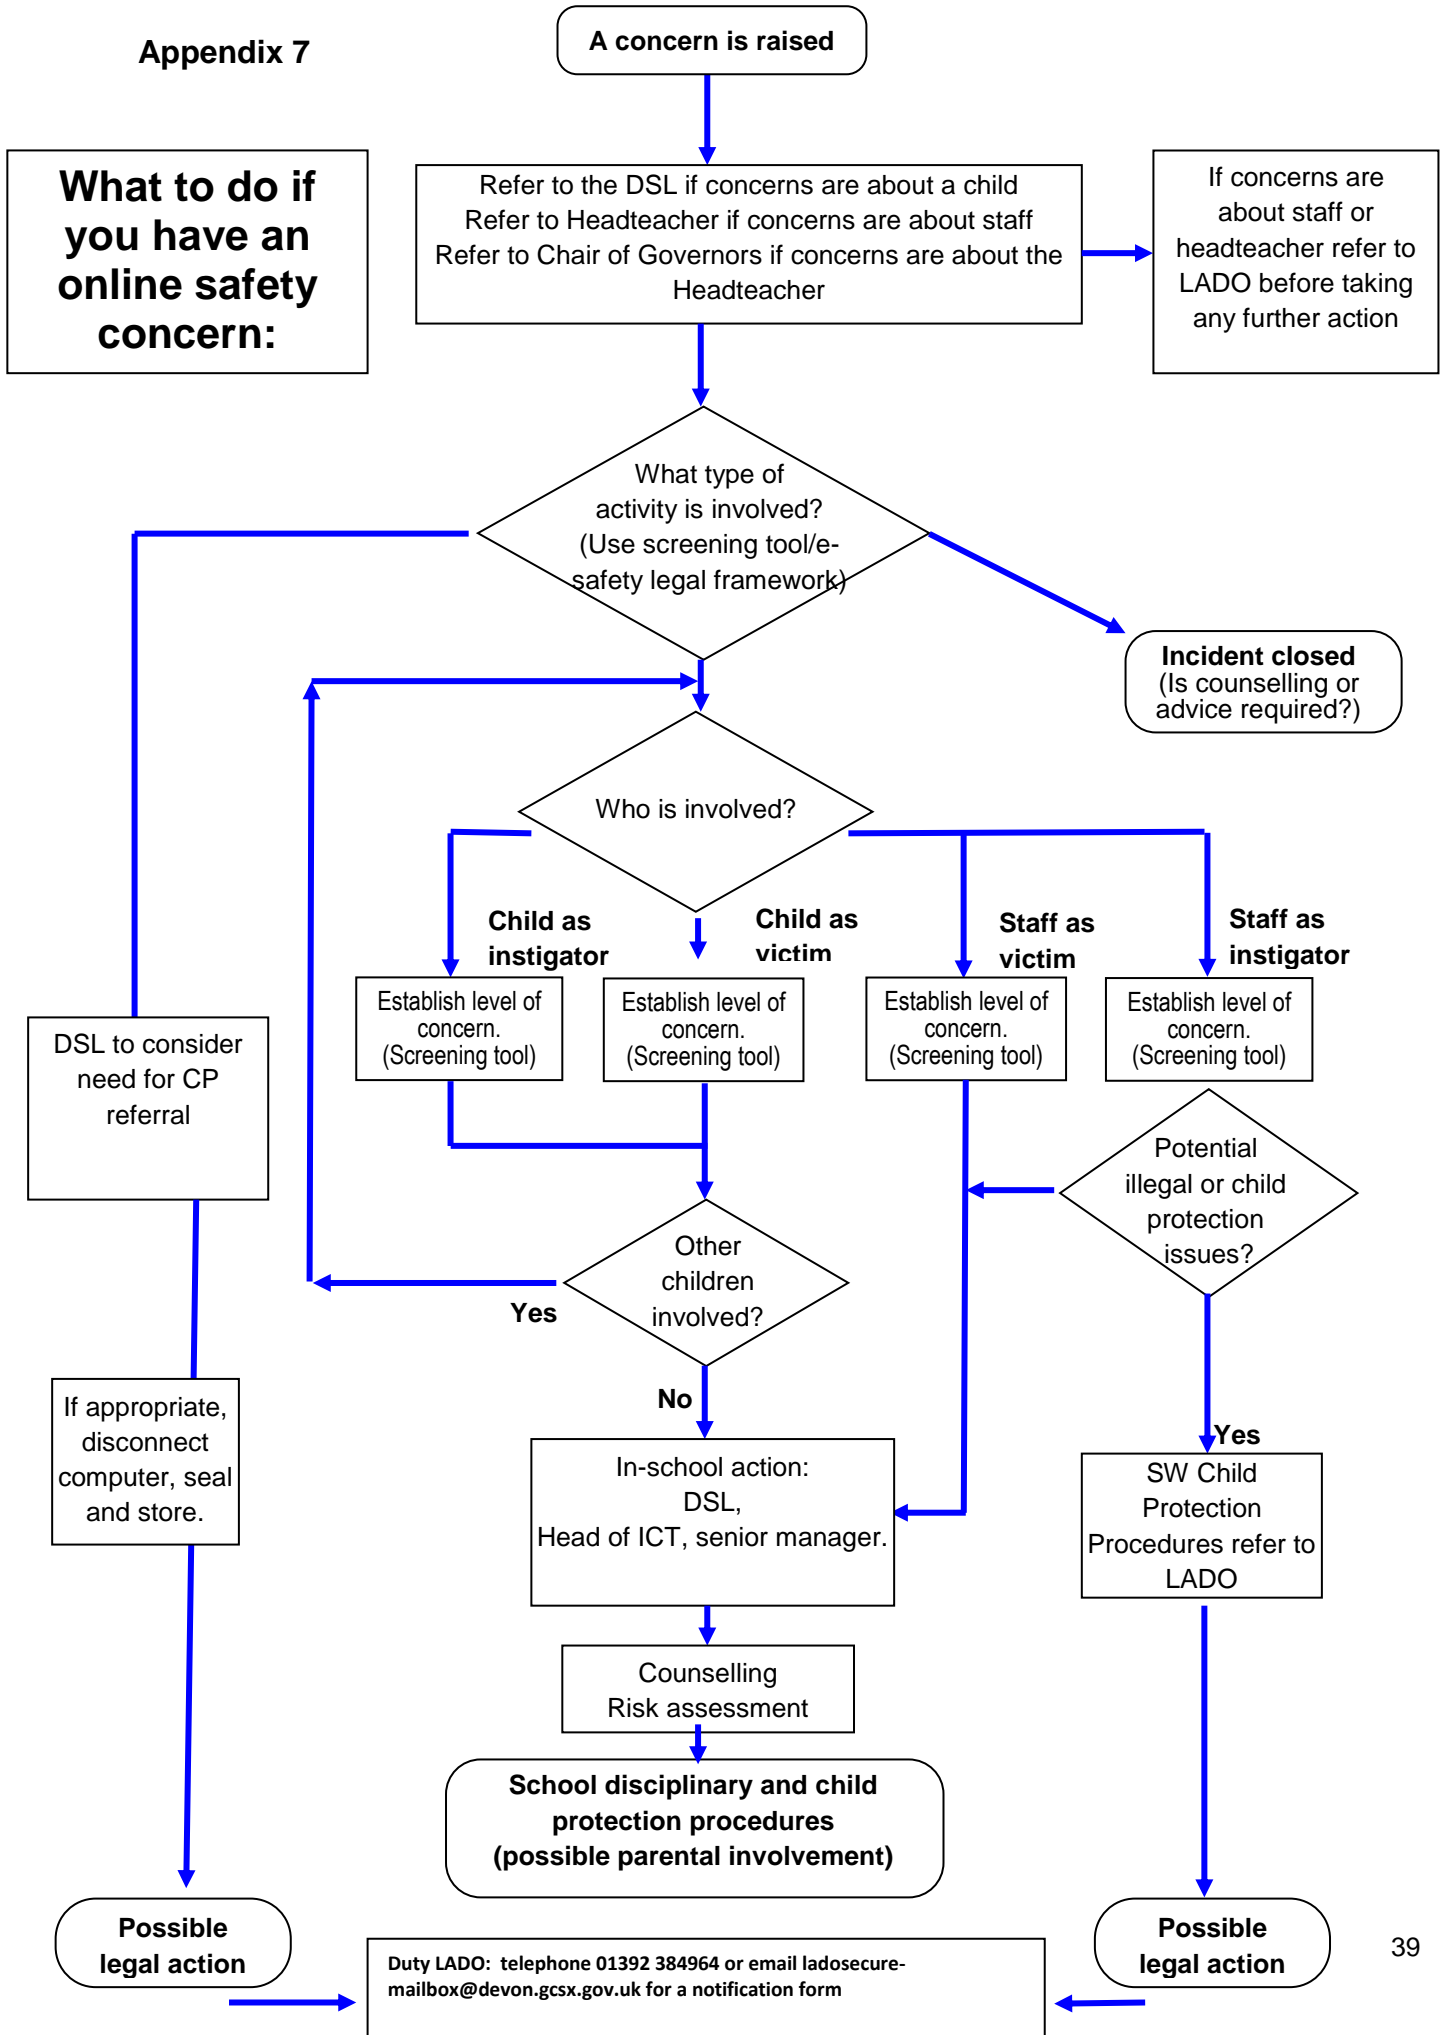 Appendix 7
A concern is raised
What to do if
you have an
online safety
concern:
Refer to the DSL if concerns are about a child
Refer to Headteacher if concerns are about staff
Refer to Chair of Governors if concerns are about the
Headteacher
If concerns are
about staff or
headteacher refer to
LADO before taking
any further action
What type of
activity is involved?
(Use screening tool/e-
safety legal framework)
Incident closed
(Is counselling or
advice required?)
Who is involved?
Child as
instigator
Child as
victim
Staff as
victim
Staff as
instigator
Establish level of
concern.
(Screening tool)
Establish level of
concern.
(Screening tool)
Establish level of
concern.
(Screening tool)
Establish level of
concern.
(Screening tool)
DSL to consider
need for CP
referral
Potential
illegal or child
protection
issues?
Other
children
involved?
Yes
No
Yes
If appropriate,
disconnect
computer, seal
and store.
In-school action:
DSL,
Head of ICT, senior manager.
SW Child
Protection
Procedures refer to
LADO
Counselling
Risk assessment
School disciplinary and child
protection procedures
(possible parental involvement)
Possible
legal action
Possible
legal action
Duty LADO:  telephone 01392 384964 or email ladosecure-
mailbox@devon.gcsx.gov.uk for a notification form
39